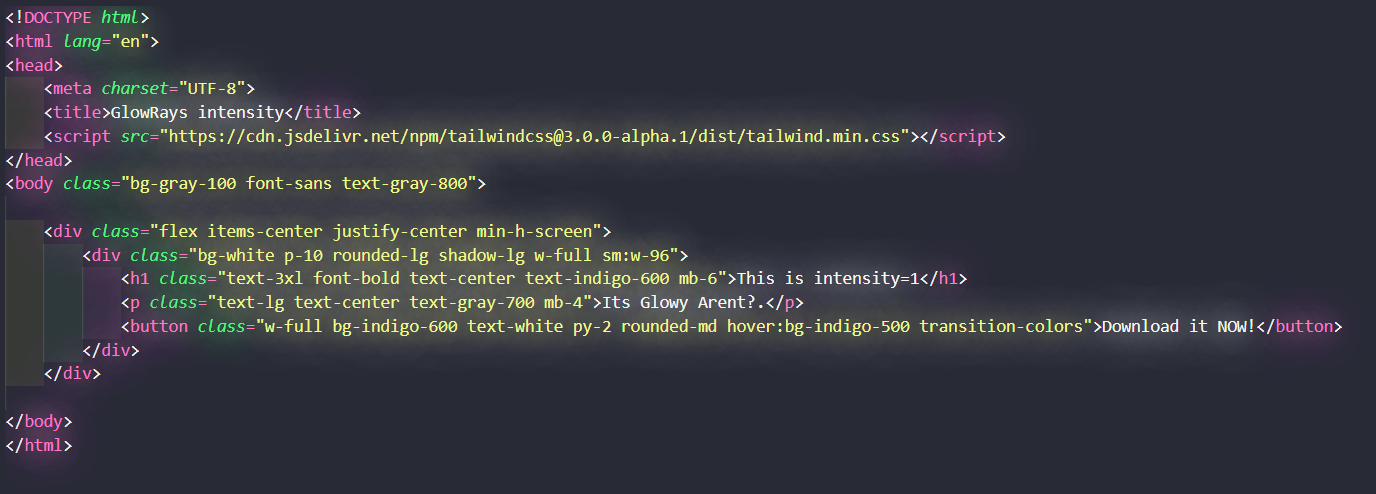 <!DOCTYPE html>
<html lang="en">
<head>
    <meta charset="UTF-8">
    <title>GlowRays intensity</title>
    <script src="https://cdn.jsdelivr.net/npm/tailwindcss@3.0.0-alpha.1/dist/tailwind.min.css"></script>
</head>
<body class="bg-gray-100 font-sans text-gray-800">
    <div class="flex items-center justify-center min-h-screen">
        <div class="bg-white p-10 rounded-lg shadow-lg w-full sm:w-96">
            <h1 class="text-3xl font-bold text-center text-indigo-600 mb-6">This is intensity=1</h1>
            <p class="text-lg text-center text-gray-700 mb-4">Its Glowy Arent?.</p>
            <button class="w-full bg-indigo-600 text-white py-2 rounded-md hover:bg-indigo-500 transition-colors">Download it NOW!</button>
        </div>
    </div>
</body>
</html>